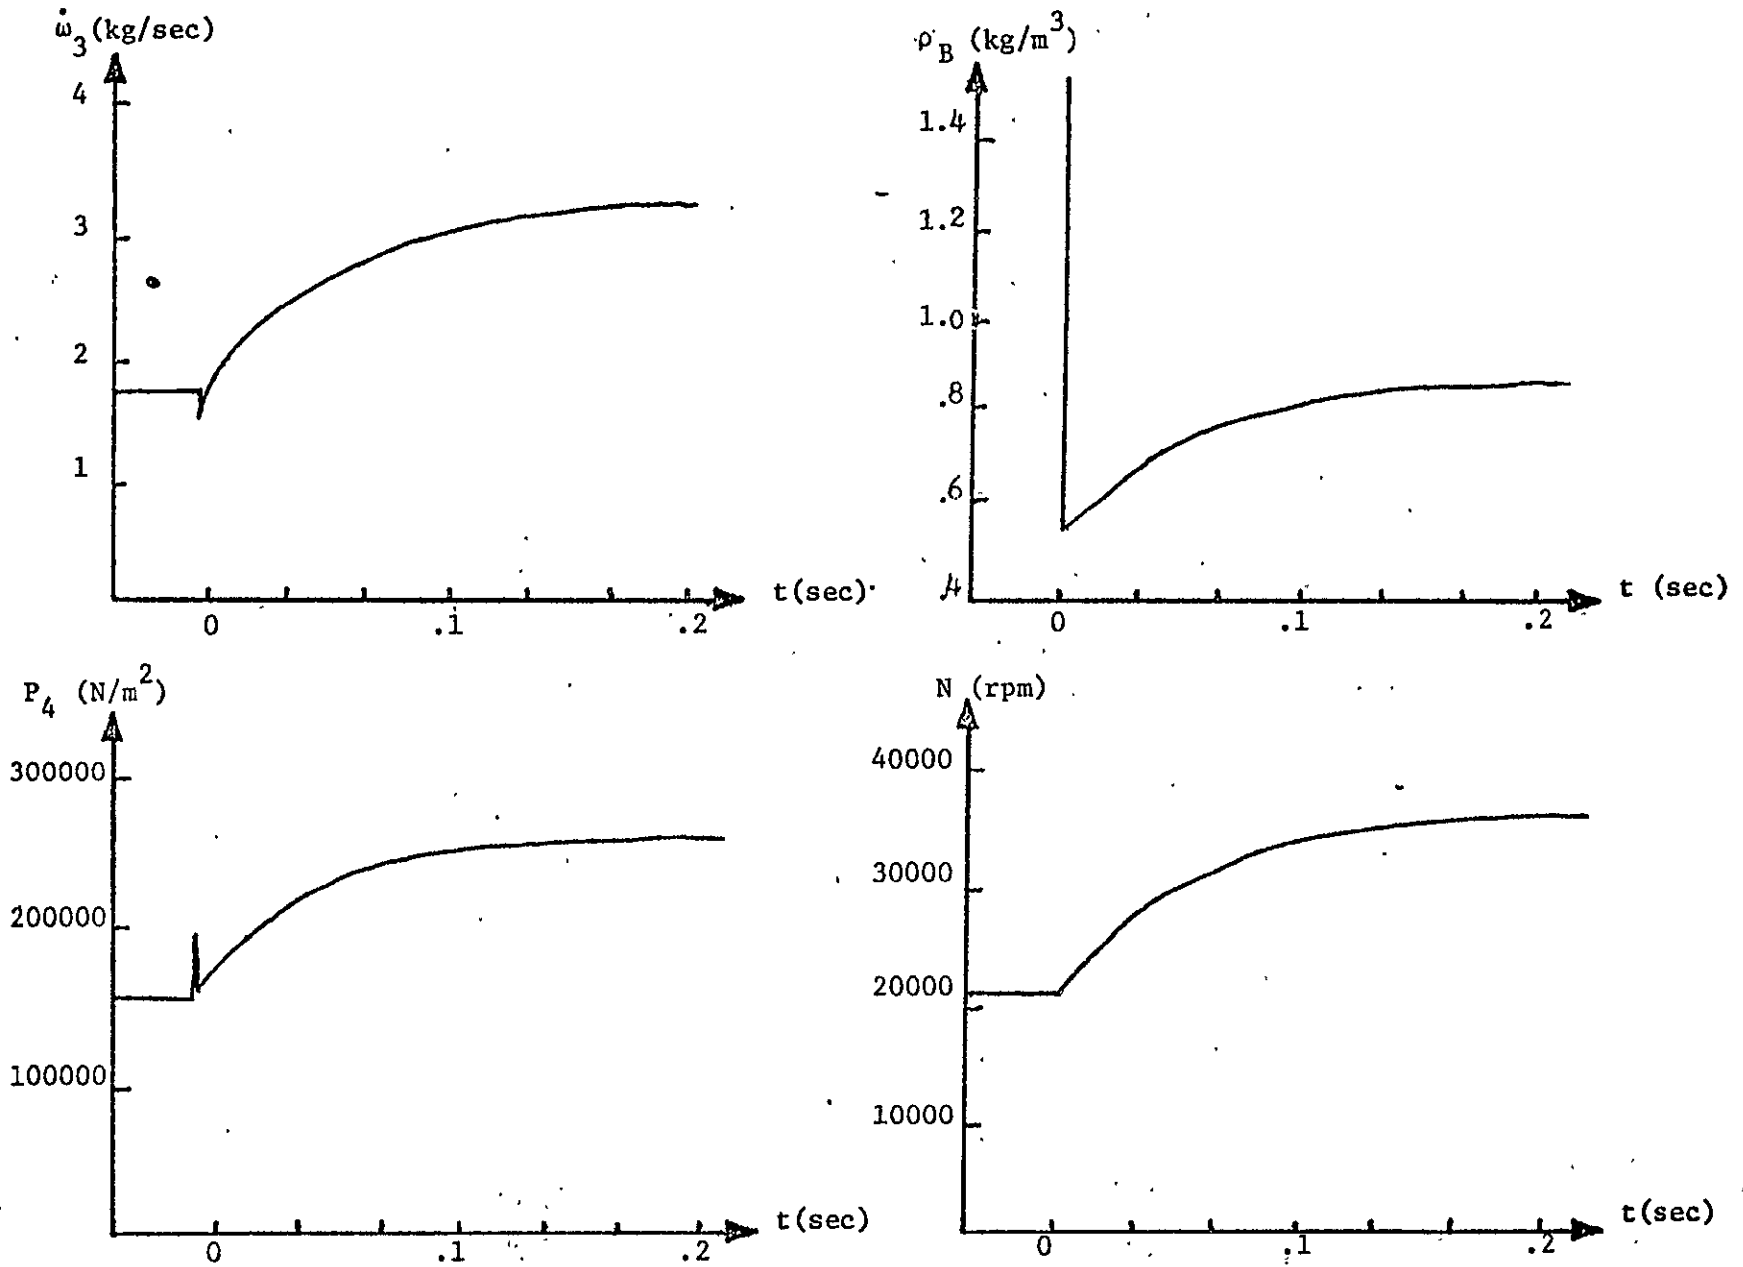 ω̇₃ (kg/sec)
4
3
2
1
0 .1 .2 t(sec)
ρB (kg/m³)
1.4
1.2
1.0
.8
.6
.4
0 .1 .2 t (sec)
P₄ (N/m²)
300000
200000
100000
0 .1 .2 t(sec)
N (rpm)
40000
30000
20000
10000
0 .1 .2 t(sec)